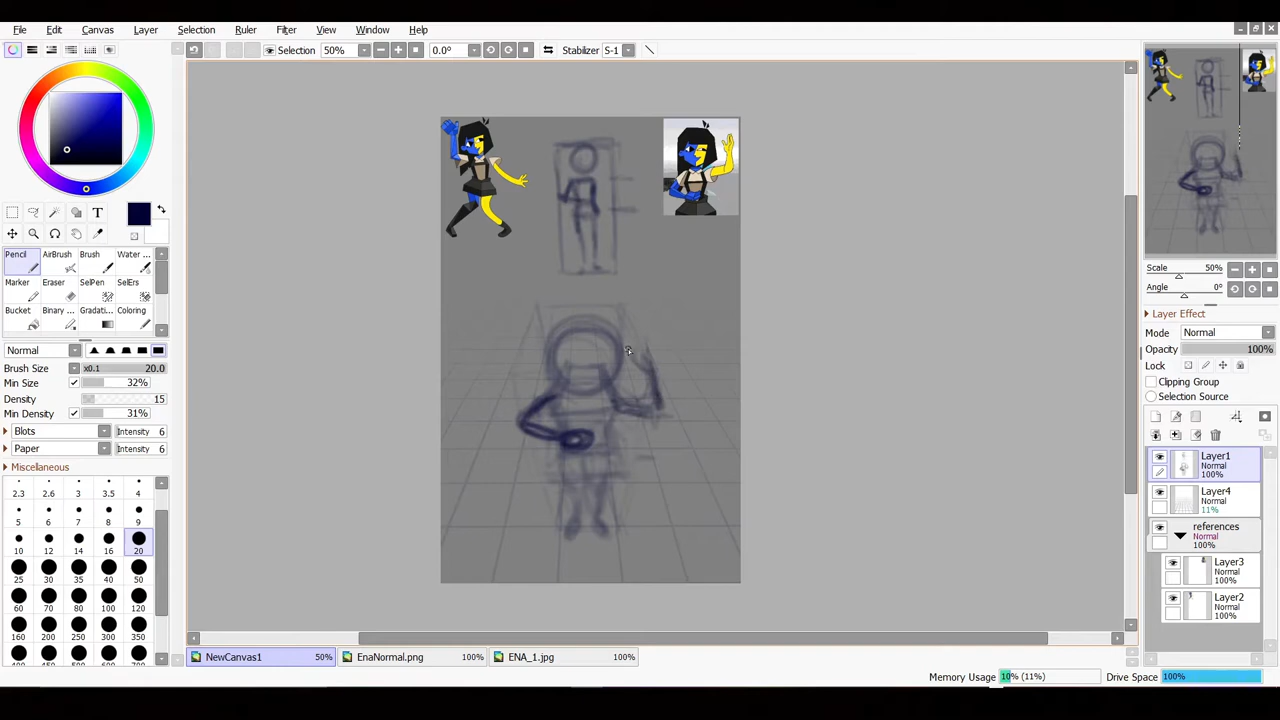 File Edit Canvas Layer Selection Ruler Filter View Window Help
Selection 50% 0.0° Stabilizer S-1
Pencil AirBrush Brush Water ...
Marker Eraser SelPen SelErs
Bucket Binary ... Gradati... Coloring
Normal
Brush Size x0.1 20.0
Min Size 32%
Density 15
Min Density 31%
Blots Intensity 6
Paper Intensity 6
Miscellaneous
2.3 2.6 3 3.5 4
5 6 7 8 9
10 12 14 16 20
25 30 35 40 50
60 70 80 100 120
160 200 250 300 350
400 450 500
NewCanvas1 50% EnaNormal.png 100% ENA_1.jpg 100%
Scale 50%
Angle 0°
Layer Effect
Mode Normal
Opacity 100%
Lock
Clipping Group
Selection Source
Layer1
Normal
100%
Layer4
Normal
11%
references
Normal
100%
Layer3
Normal
100%
Layer2
Normal
100%
Memory Usage 10% (11%) Drive Space 100%